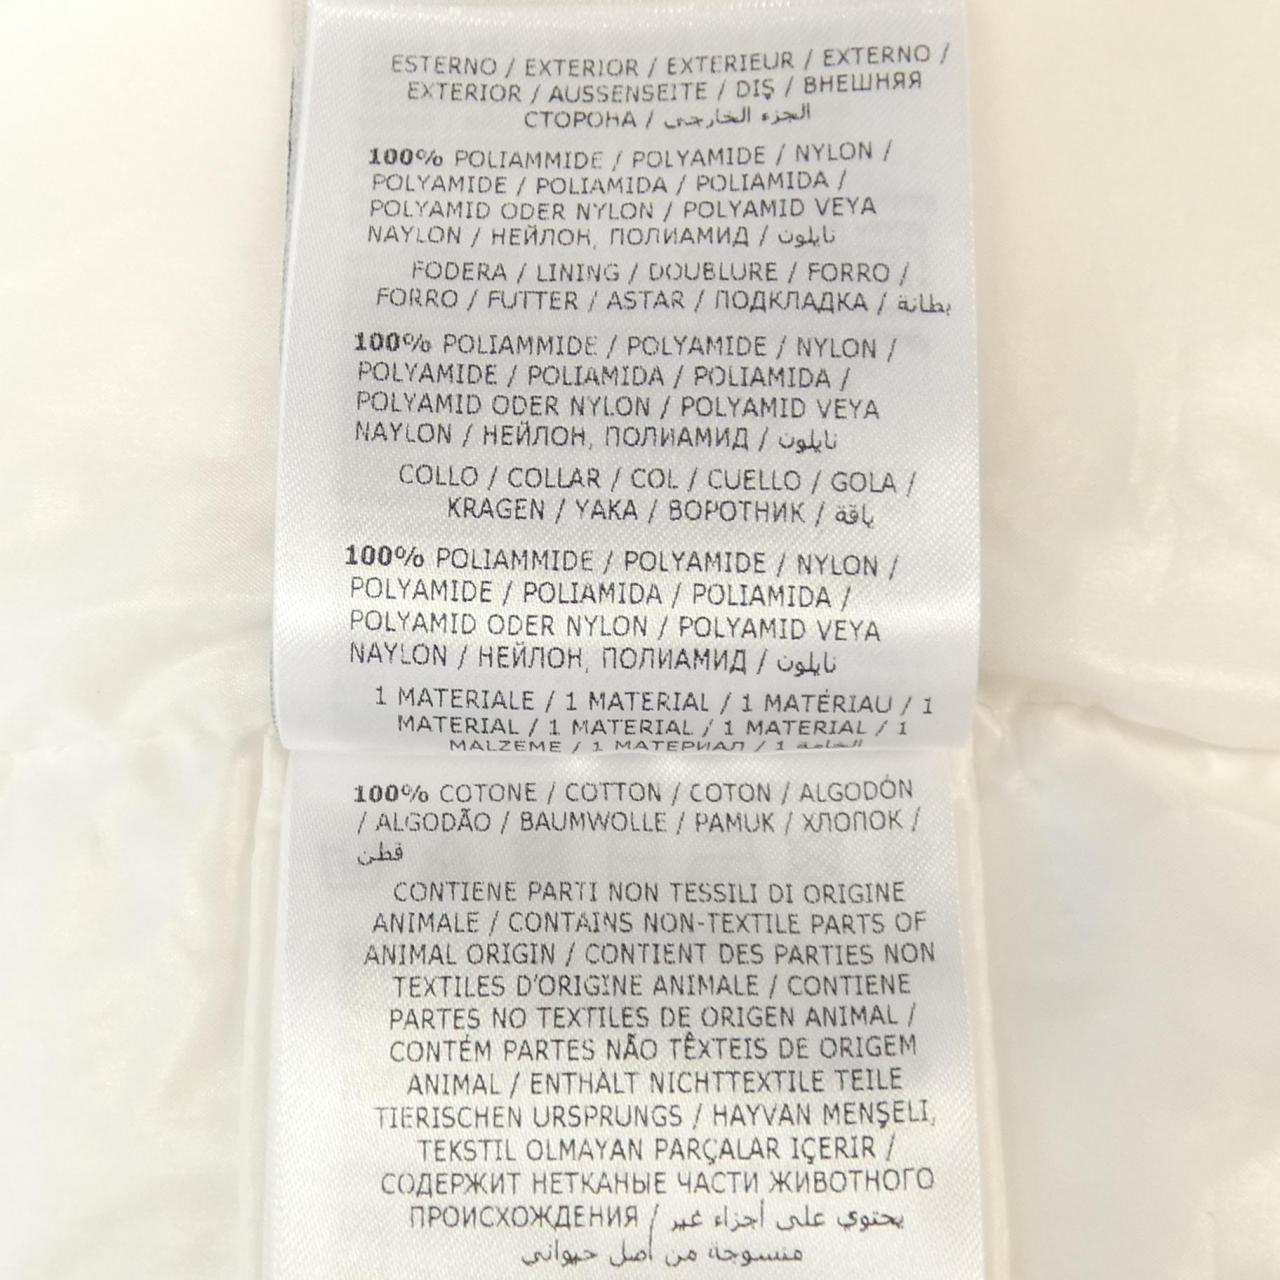 ESTERNO / EXTERIOR / EXTERIEUR / EXTERNO /
EXTERIOR / AUSSENSEITE / DIŞ / ВНЕШНЯЯ
СТОРОНА / الجزء الخارجي
100% POLIAMMIDE / POLYAMIDE / NYLON /
POLYAMIDE / POLIAMIDA / POLIAMIDA /
POLYAMID ODER NYLON / POLYAMID VEYA
NAYLON / НЕЙЛОН, ПОЛИАМИД / نايلون
FODERA / LINING / DOUBLURE / FORRO /
FORRO / FUTTER / ASTAR / ПОДКЛАДКА / بطانة
100% POLIAMMIDE / POLYAMIDE / NYLON /
POLYAMIDE / POLIAMIDA / POLIAMIDA /
POLYAMID ODER NYLON / POLYAMID VEYA
NAYLON / НЕЙЛОН, ПОЛИАМИД / نايلون
COLLO / COLLAR / COL / CUELLO / GOLA /
KRAGEN / YAKA / ВОРОТНИК / ياقة
100% POLIAMMIDE / POLYAMIDE / NYLON /
POLYAMIDE / POLIAMIDA / POLIAMIDA /
POLYAMID ODER NYLON / POLYAMID VEYA
NAYLON / НЕЙЛОН, ПОЛИАМИД / نايلون
1 MATERIALE / 1 MATERIAL / 1 MATÉRIAU / 1
MATERIAL / 1 MATERIAL / 1 MATERIAL / 1
MALZEME / 1 МАТЕРИАЛ / 1 الخامة
100% COTONE / COTTON / COTON / ALGODÓN
/ ALGODÃO / BAUMWOLLE / PAMUK / ХЛОПОК /
قطن
CONTIENE PARTI NON TESSILI DI ORIGINE
ANIMALE / CONTAINS NON-TEXTILE PARTS OF
ANIMAL ORIGIN / CONTIENT DES PARTIES NON
TEXTILES D'ORIGINE ANIMALE / CONTIENE
PARTES NO TEXTILES DE ORIGEN ANIMAL /
CONTÉM PARTES NÃO TÊXTEIS DE ORIGEM
ANIMAL / ENTHÄLT NICHTTEXTILE TEILE
TIERISCHEN URSPRUNGS / HAYVAN MENŞELİ,
TEKSTİL OLMAYAN PARÇALAR İÇERİR /
СОДЕРЖИТ НЕТКАНЫЕ ЧАСТИ ЖИВОТНОГО
ПРОИСХОЖДЕНИЯ / يحتوي على أجزاء غير
منسوجة من أصل حيواني